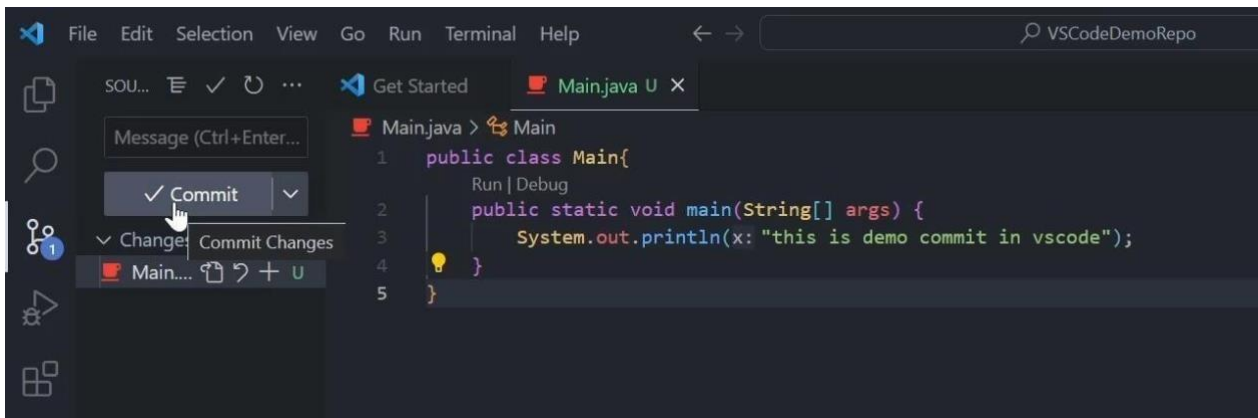 File Edit Selection View Go Run Terminal Help
VSCodeDemoRepo
SOU...
Get Started
Main.java U
Message (Ctrl+Enter...
Main.java > Main
Commit
1 public class Main{
Run | Debug
2 public static void main(String[] args) {
3 System.out.println(x: "this is demo commit in vscode");
4 }
5 }
1
Changes
Commit Changes
Main.... U